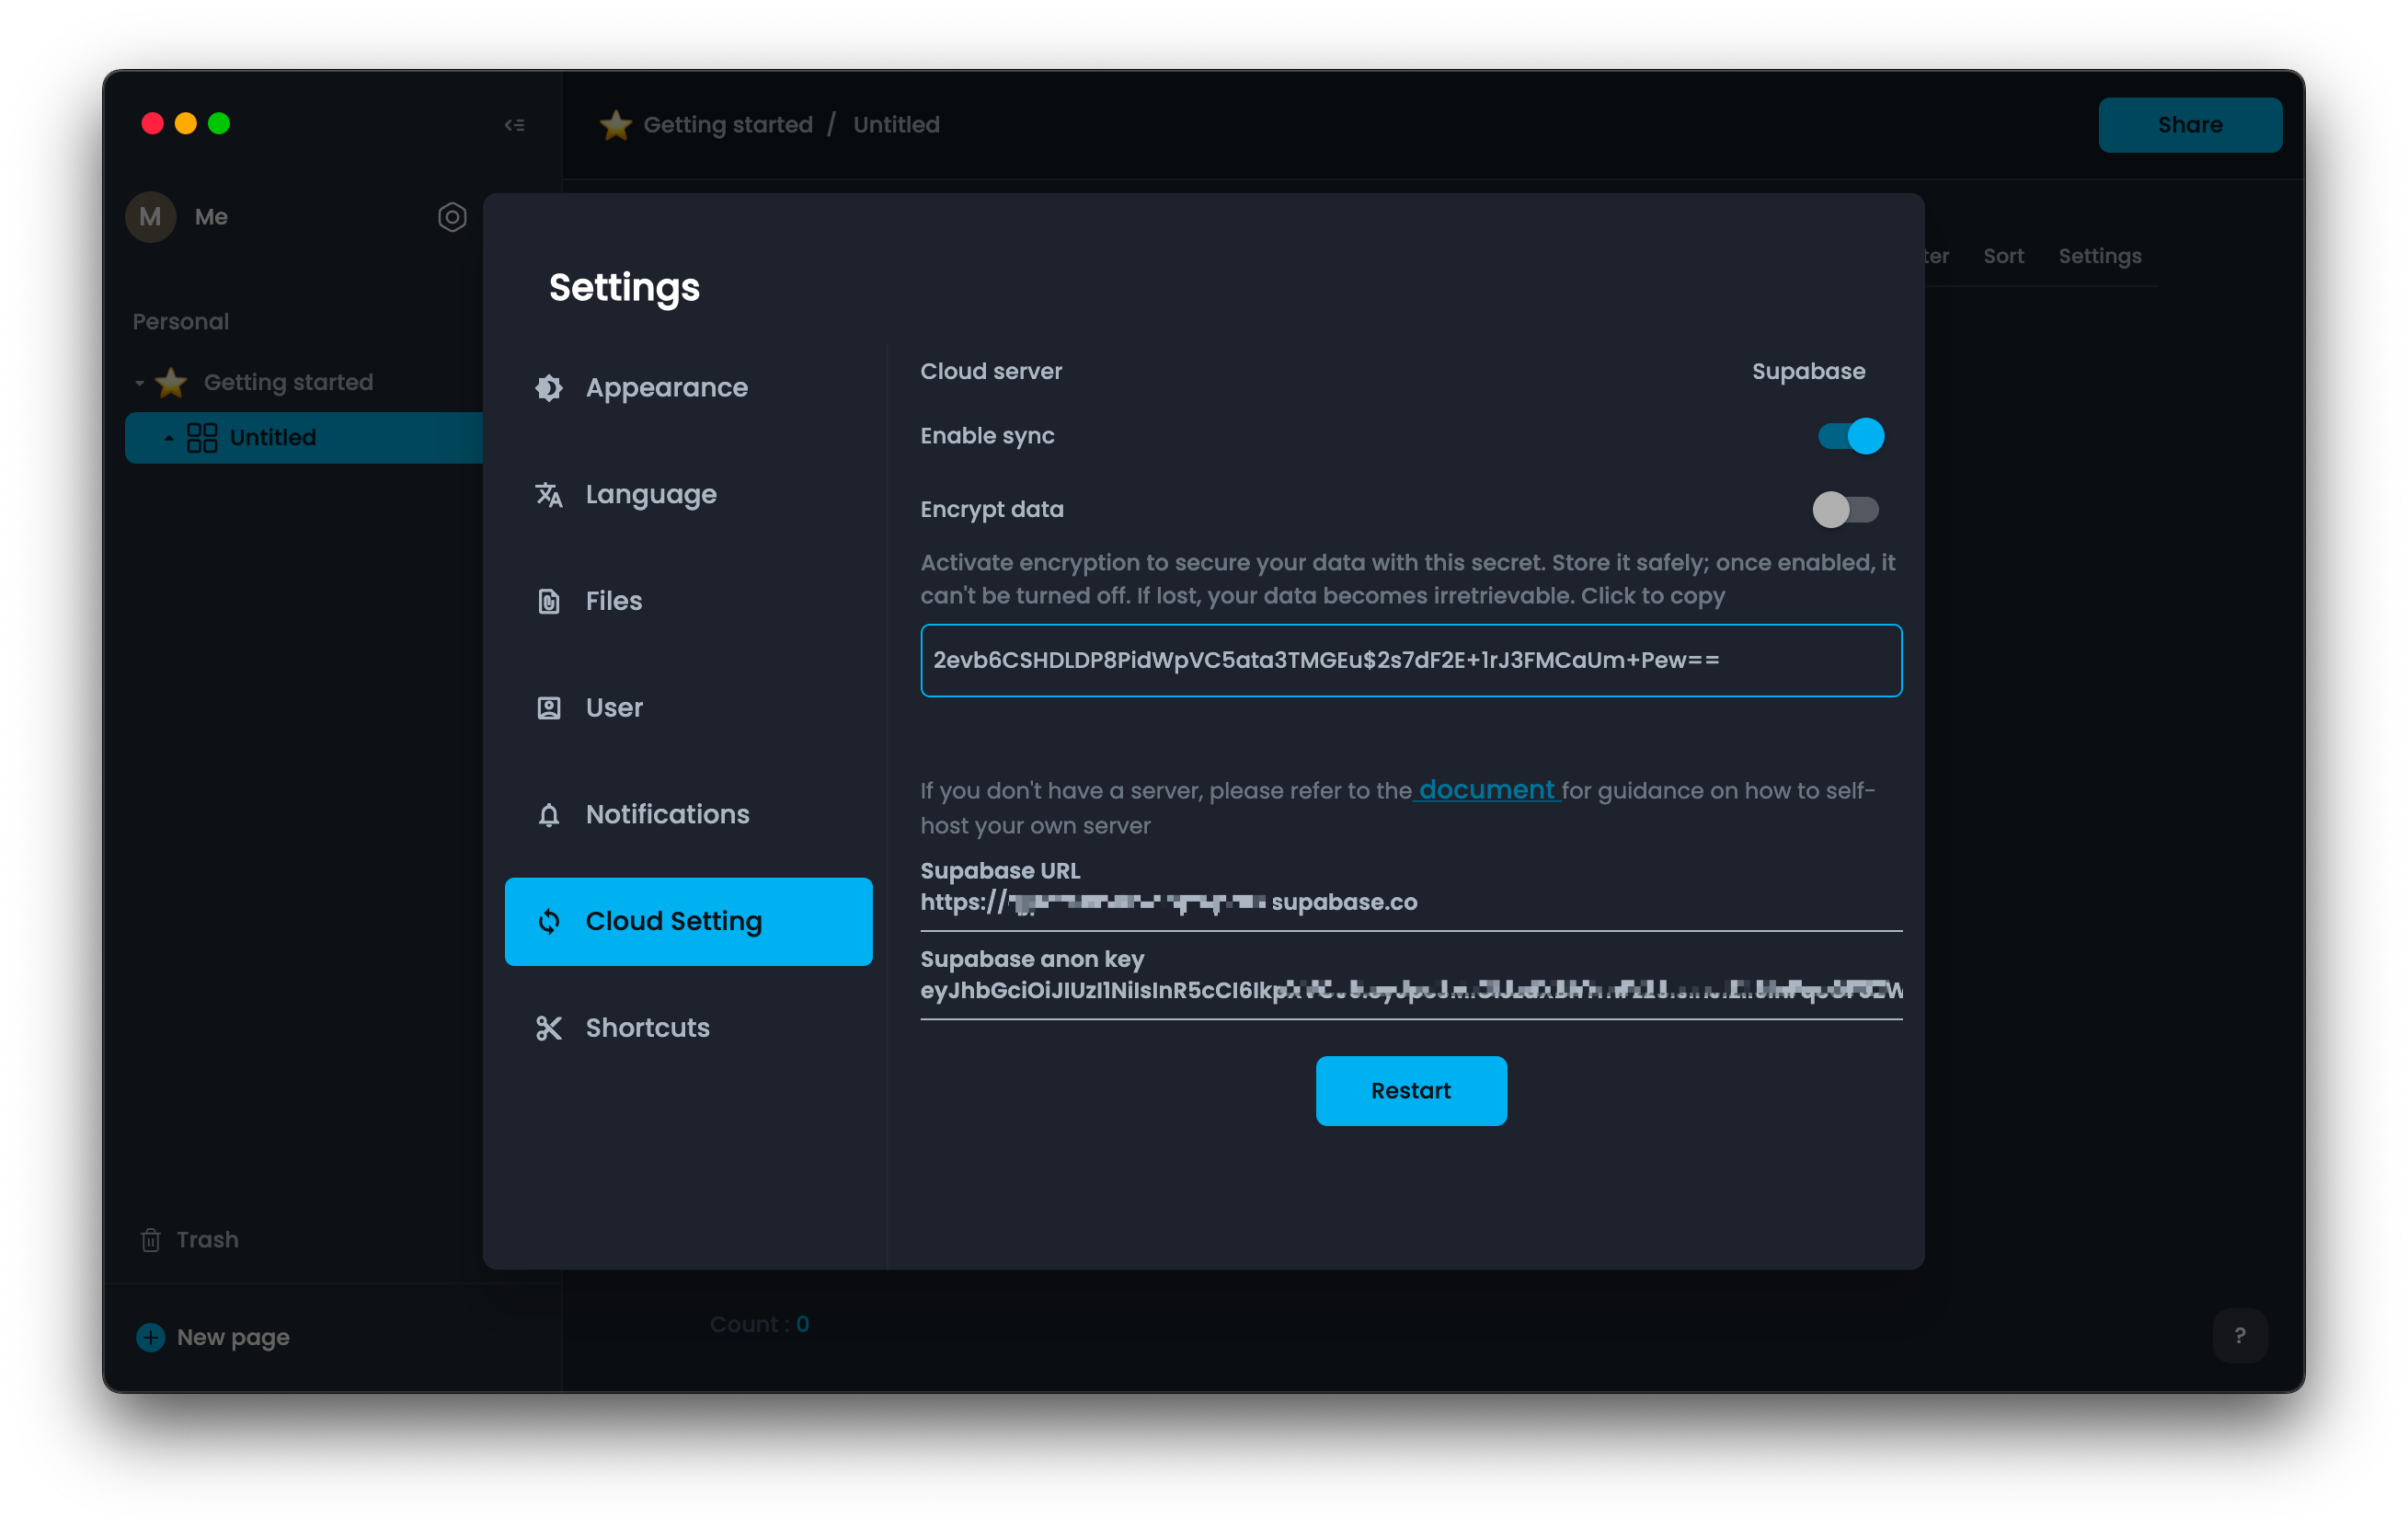 Getting started / Untitled
Share
M
Me
ter
Sort
Settings
Personal
Getting started
Untitled
Trash
New page
Settings
Appearance
Language
Files
User
Notifications
Cloud Setting
Shortcuts
Cloud server
Supabase
Enable sync
Encrypt data
Activate encryption to secure your data with this secret. Store it safely; once enabled, it
can't be turned off. If lost, your data becomes irretrievable. Click to copy
2evb6CSHDLDP8PidWpVC5ata3TMGEu$2s7dF2E+1rJ3FMCaUm+Pew==
If you don't have a server, please refer to the document for guidance on how to self-
host your own server
Supabase URL
https:// supabase.co
Supabase anon key
eyJhbGciOiJIUzI1NiIsInR5cCI6Ikp
Restart
Count : 0
?